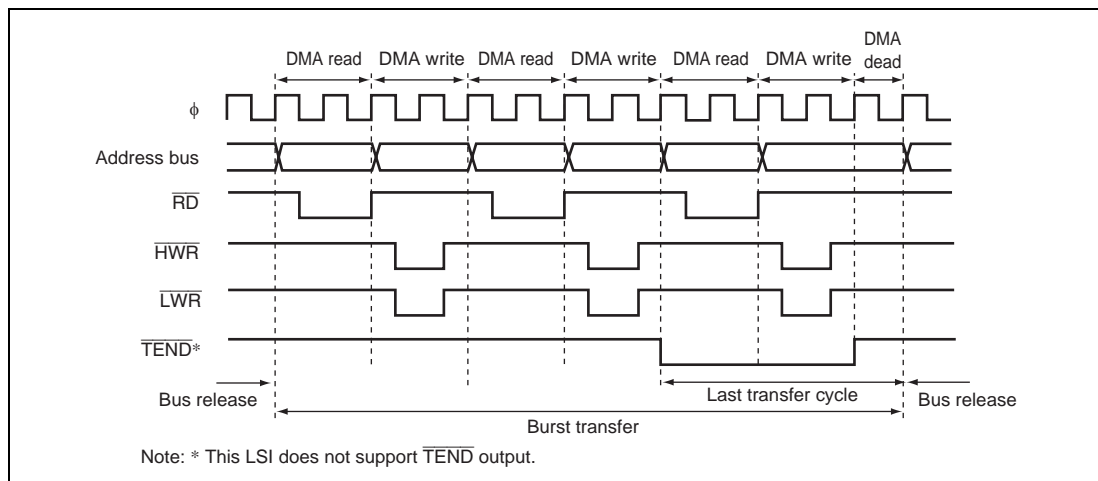 DMA read DMA write DMA read DMA write DMA read DMA write DMA dead
ϕ
Address bus
RD
HWR
LWR
TEND*
Last transfer cycle
Bus release Bus release
Burst transfer
Note: * This LSI does not support TEND output.